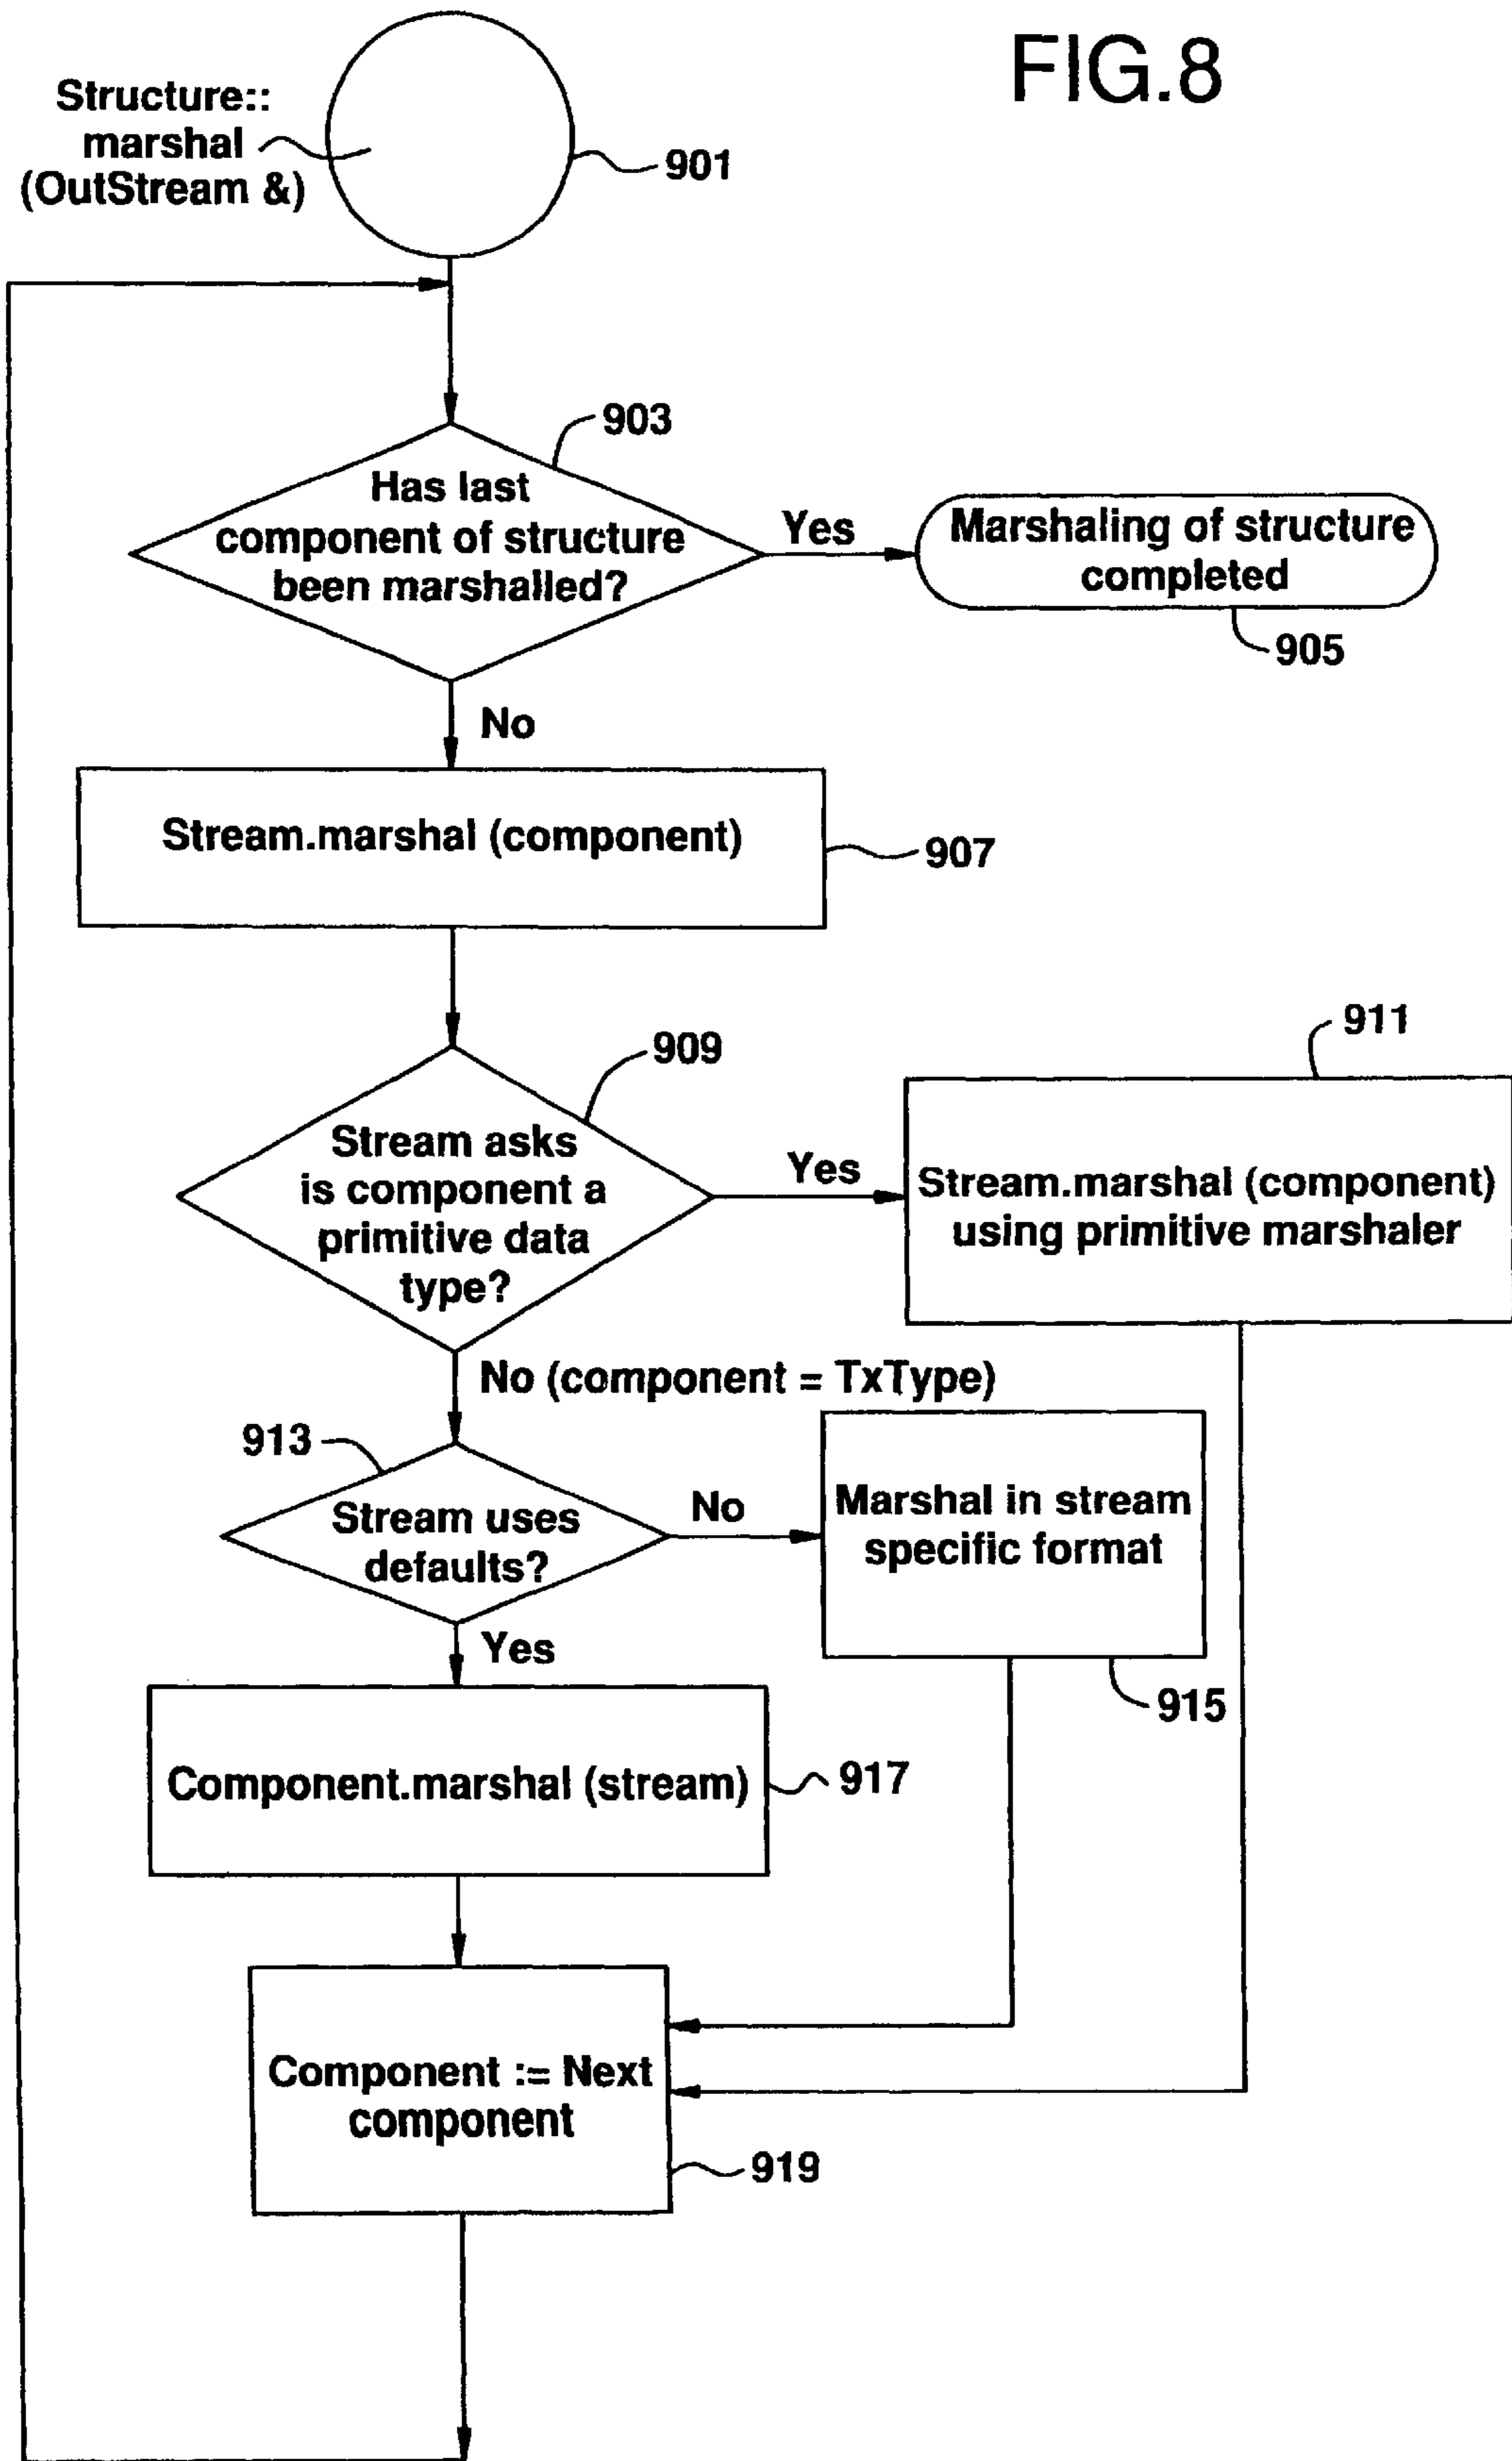 FIG.8
Structure::
marshal
(OutStream &)
901
903
Has last
component of structure
been marshalled?
Yes
Marshaling of structure
completed
905
No
Stream.marshal (component)
907
909
Stream asks
is component a
primitive data
type?
Yes
911
Stream.marshal (component)
using primitive marshaler
No (component = TxType)
913
Stream uses
defaults?
No
Marshal in stream
specific format
915
Yes
Component.marshal (stream)
917
Component := Next
component
919